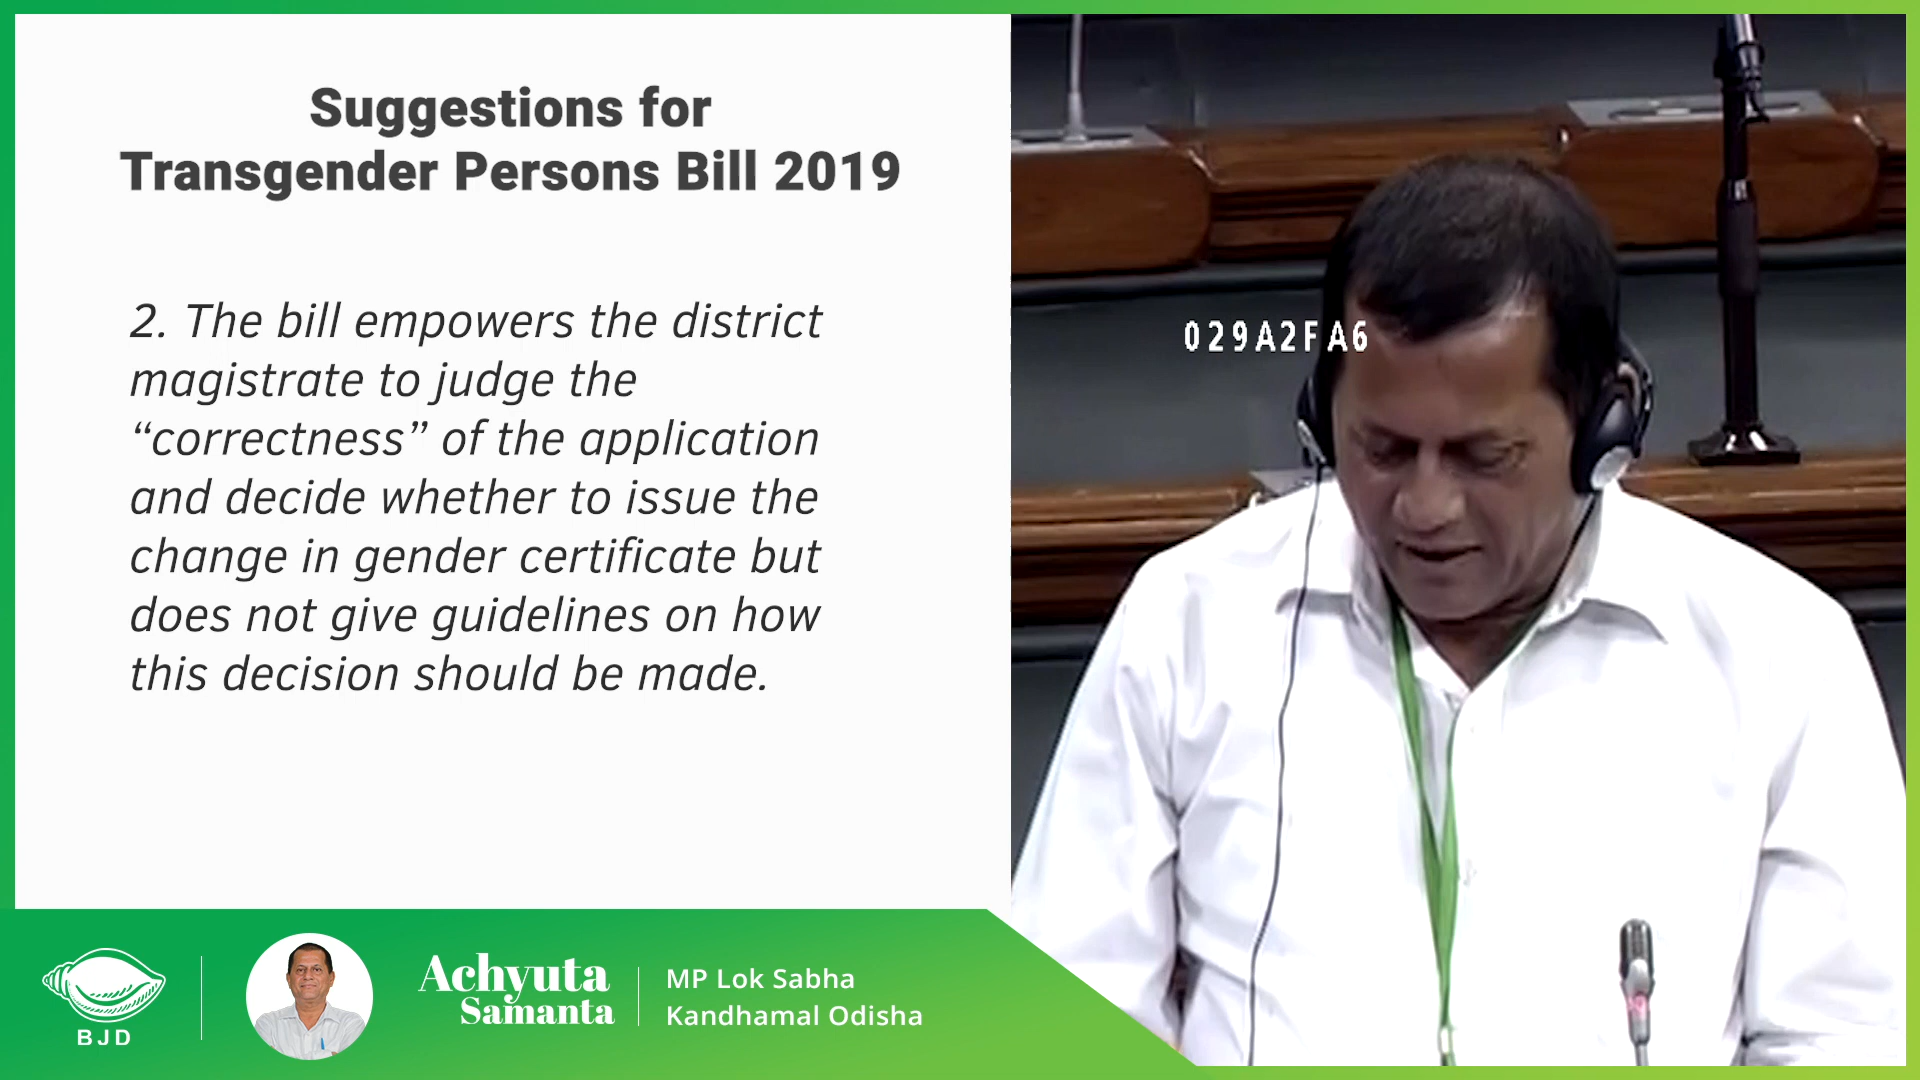 Suggestions for
Transgender Persons Bill 2019
2. The bill empowers the district
magistrate to judge the
“correctness” of the application
and decide whether to issue the
change in gender certificate but
does not give guidelines on how
this decision should be made.
029A2FA6
BJD
Achyuta
Samanta
MP Lok Sabha
Kandhamal Odisha